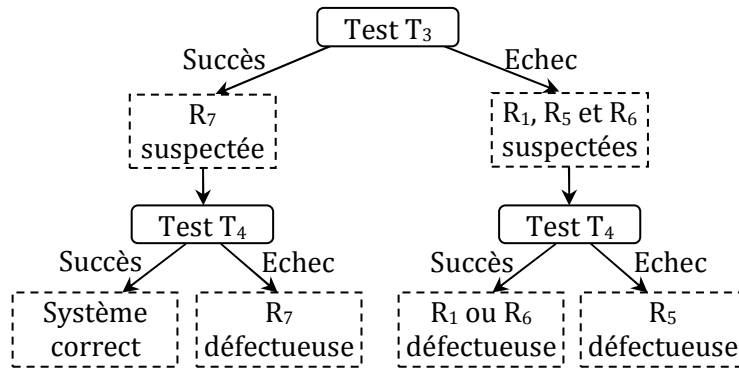 Test T₃
Succès Echec
R₇
suspectée
R₁, R₅ et R₆
suspectées
Test T₄ Test T₄
Succès Echec Succès Echec
Système
correct
R₇
défectueuse
R₁ ou R₆
défectueuse
R₅
défectueuse